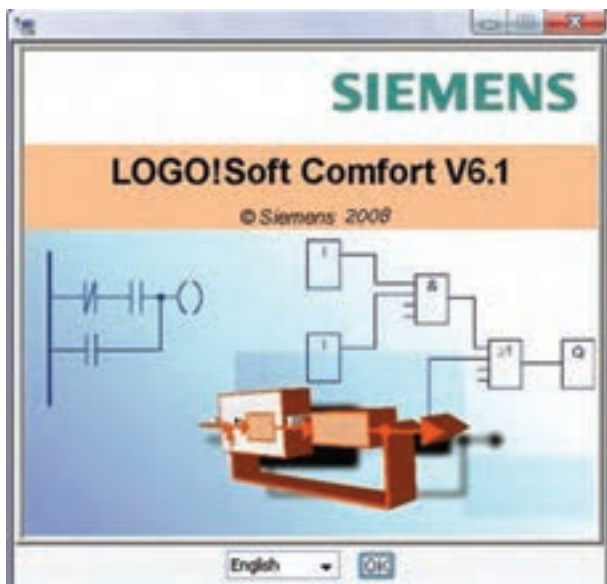 SIEMENS
LOGO!Soft Comfort V6.1
© Siemens 2008
I
&
I
≥1
Q
English
OK